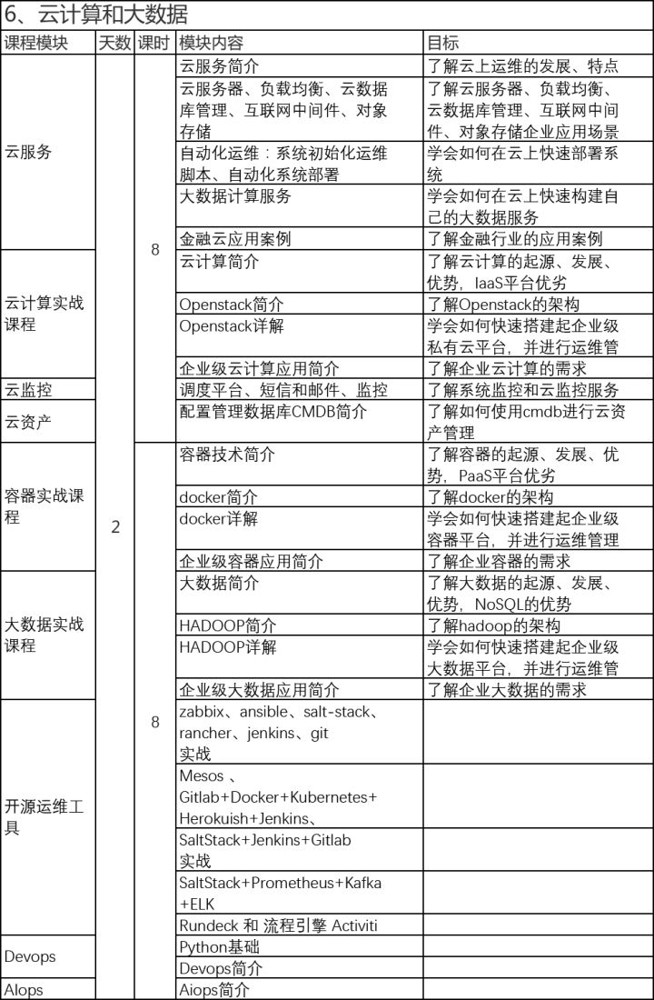 6、云计算和大数据
课程模块 天数 课时 模块内容 目标
云服务
2
8
云服务简介
了解云上运维的发展、特点
云服务器、负载均衡、云数据
库管理、互联网中间件、对象
存储
了解云服务器、负载均衡、
云数据库管理、互联网中间
件、对象存储企业应用场景
自动化运维：系统初始化运维
脚本、自动化系统部署
学会如何在云上快速部署系
统
大数据计算服务
学会如何在云上快速构建自
己的大数据服务
金融云应用案例
了解金融行业的应用案例
云计算实战
课程
云计算简介
了解云计算的起源、发展、
优势，IaaS平台优劣
Openstack简介
了解Openstack的架构
Openstack详解
学会如何快速搭建起企业级
私有云平台，并进行运维管
企业级云计算应用简介
了解企业云计算的需求
云监控
调度平台、短信和邮件、监控
了解系统监控和云监控服务
云资产
配置管理数据库CMDB简介
了解如何使用cmdb进行云资
产管理
容器实战课
程
8
容器技术简介
了解容器的起源、发展、优
势，PaaS平台优劣
docker简介
了解docker的架构
docker详解
学会如何快速搭建起企业级
容器平台，并进行运维管理
企业级容器应用简介
了解企业容器的需求
大数据实战
课程
大数据简介
了解大数据的起源、发展、
优势，NoSQL的优势
HADOOP简介
了解hadoop的架构
HADOOP详解
学会如何快速搭建起企业级
大数据平台，并进行运维管
企业级大数据应用简介
了解企业大数据的需求
开源运维工
具
zabbix、ansible、salt-stack、
rancher、jenkins、git
实战
Mesos 、
Gitlab+Docker+Kubernetes+
Herokuish+Jenkins、
SaltStack+Jenkins+Gitlab
实战
SaltStack+Prometheus+Kafka
+ELK
Rundeck 和 流程引擎 Activiti
Devops
Python基础
Devops简介
AIops
Aiops简介